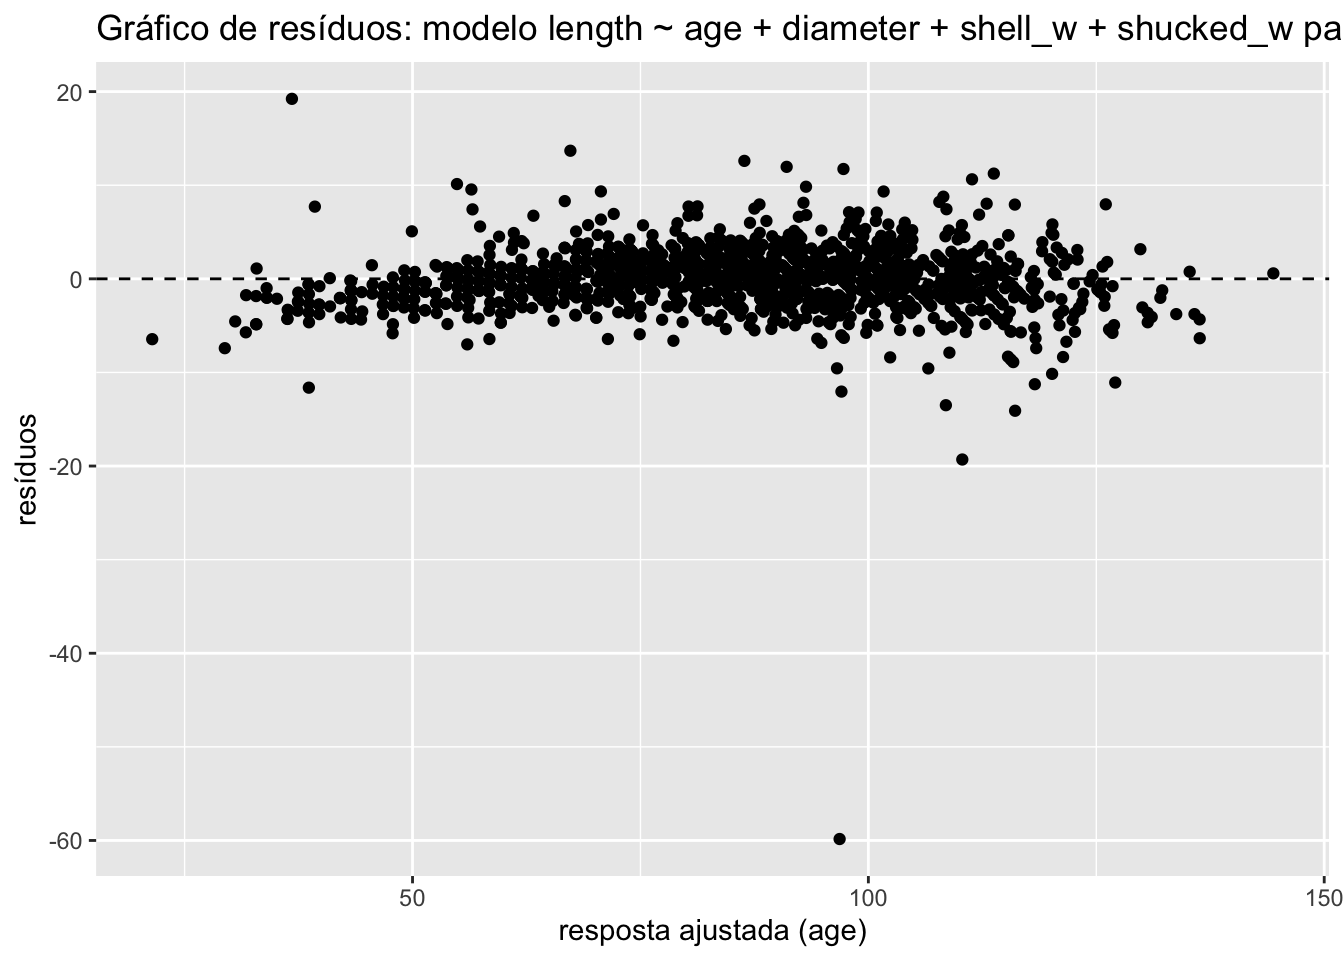 Gráfico de resíduos: modelo length ~ age + diameter + shell_w + shucked_w pa
20
0
-20
-40
-60
resíduos
50
100
150
resposta ajustada (age)